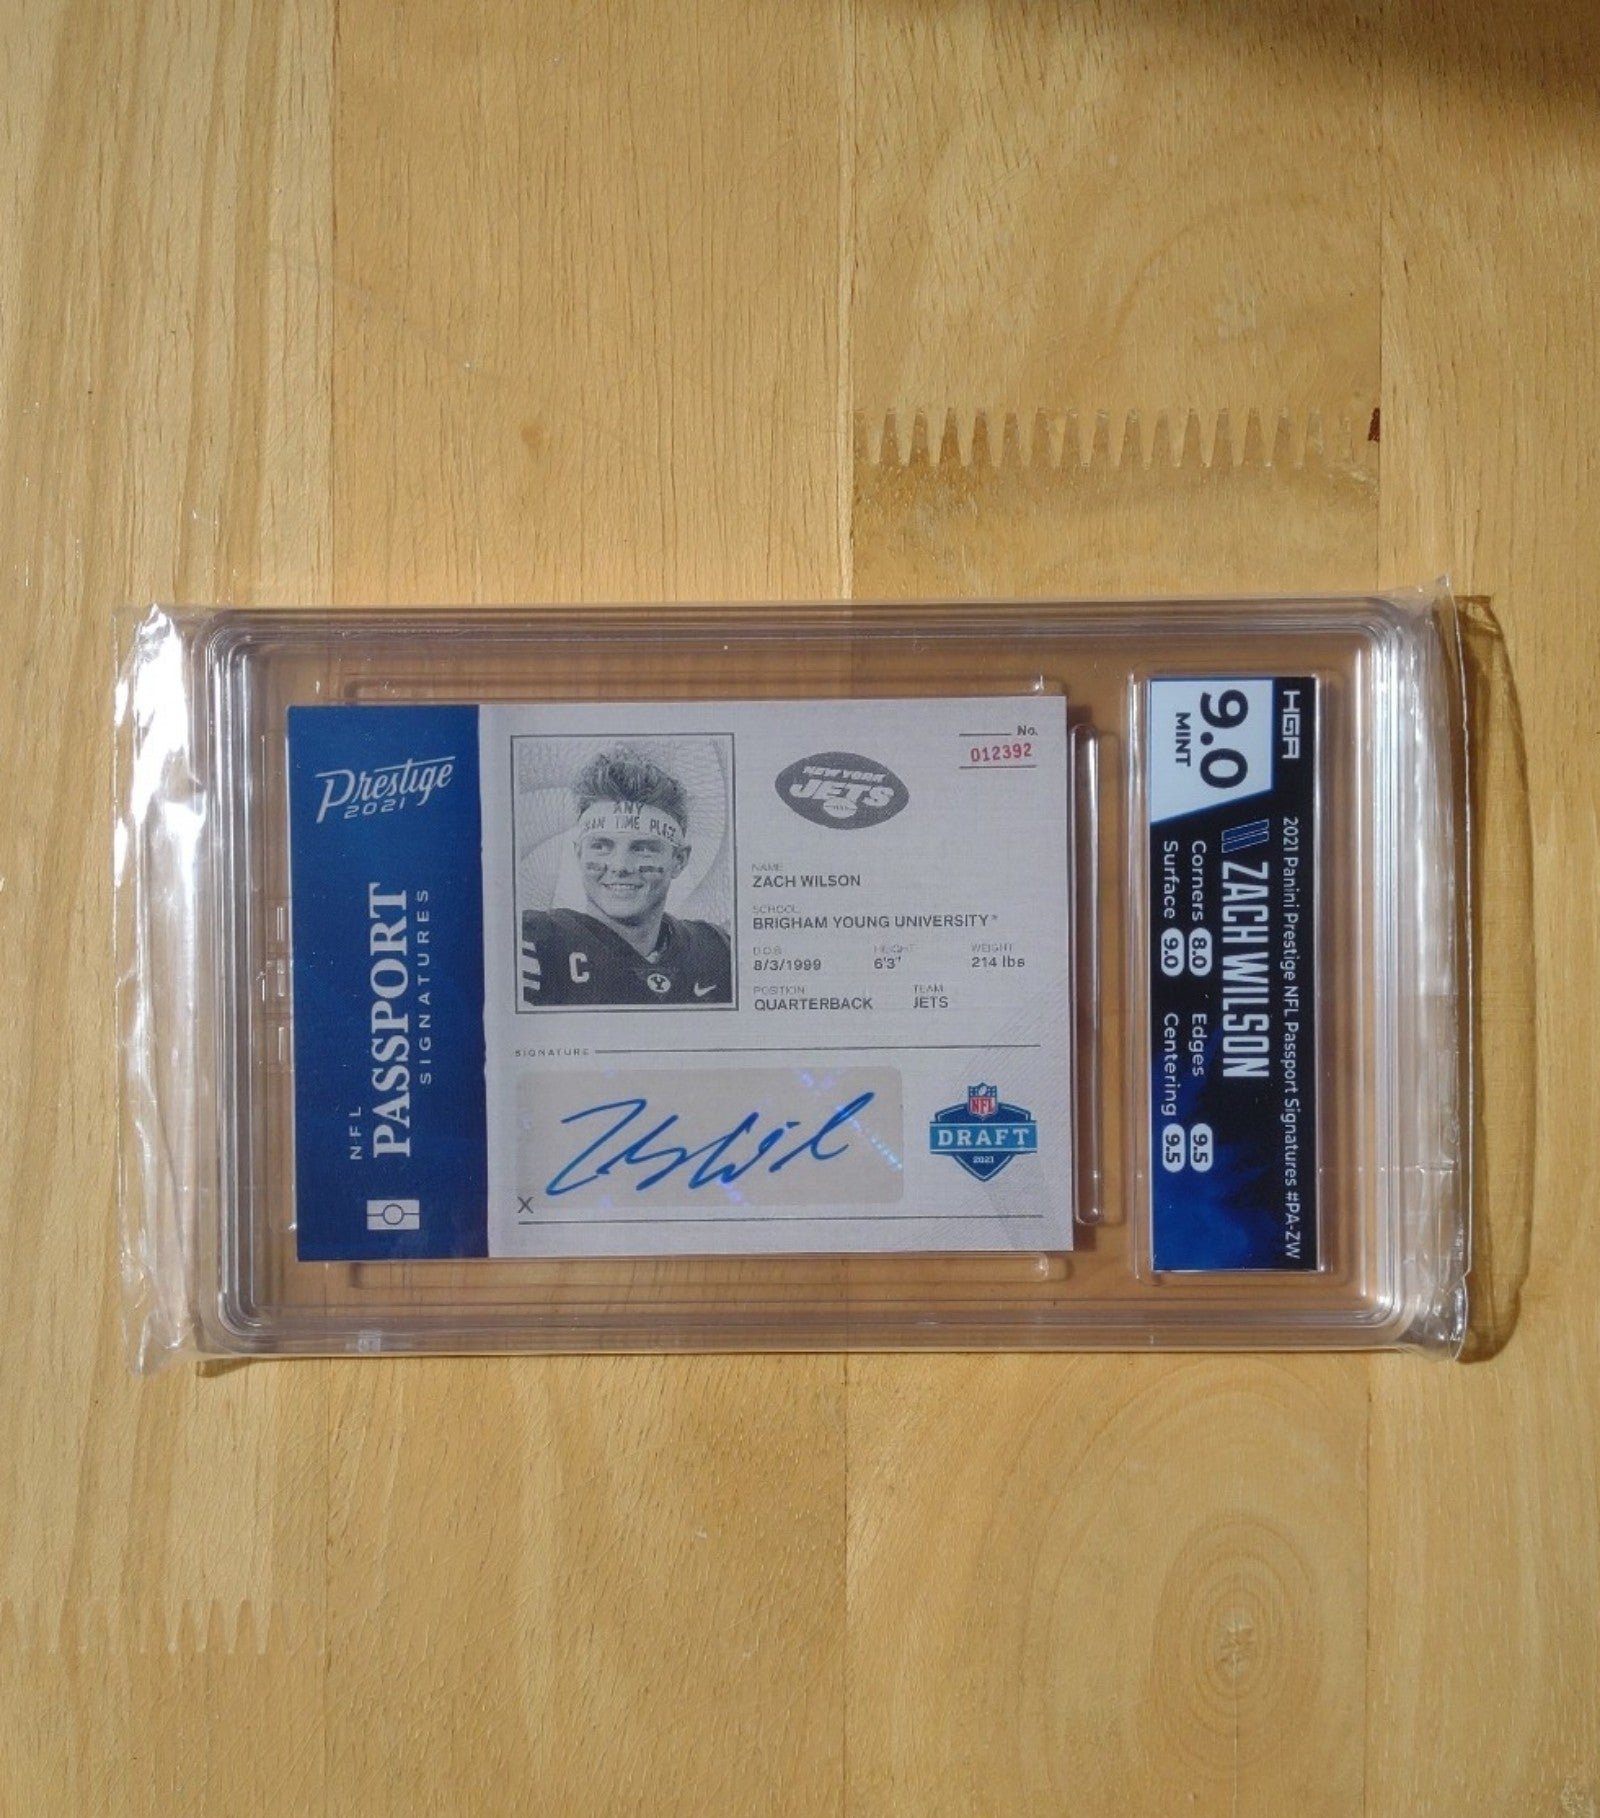 Prestige
2021
NFL
PASSPORT
SIGNATURES
ANY
TIME PLACE
C
Y
NEW YORK
JETS
No.
012392
NAME
ZACH WILSON
SCHOOL
BRIGHAM YOUNG UNIVERSITY®
D.O.B HEIGHT WEIGHT
8/3/1999 6'3" 214 lbs
POSITION TEAM
QUARTERBACK JETS
SIGNATURE
X
NFL
DRAFT
2021
HGA
2021 Panini Prestige NFL Passport Signatures #PA-ZW
ZACH WILSON
9.0
MINT
Corners 8.0 Edges 9.5
Surface 9.0 Centering 9.5